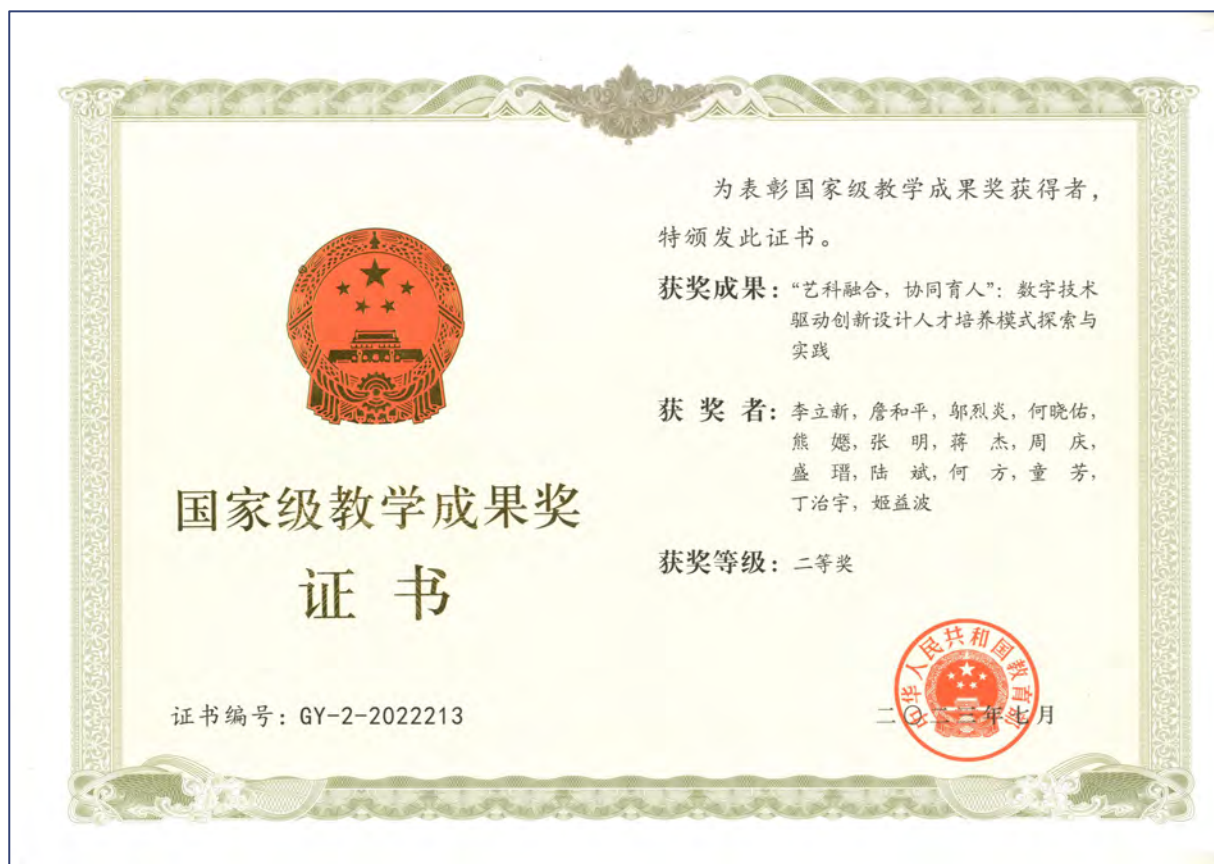 国家级教学成果奖
证书
证书编号：GY-2-2022213
为表彰国家级教学成果奖获得者，
特颁发此证书。
获奖成果：“艺科融合，协同育人”：数字技术
驱动创新设计人才培养模式探索与
实践
获奖者：李立新，詹和平，邬烈炎，何晓佑，
熊嫕，张明，蒋杰，周庆，
盛瑨，陆斌，何方，童芳，
丁治宇，姬益波
获奖等级：二等奖
中华人民共和国教育部
二〇二三年七月